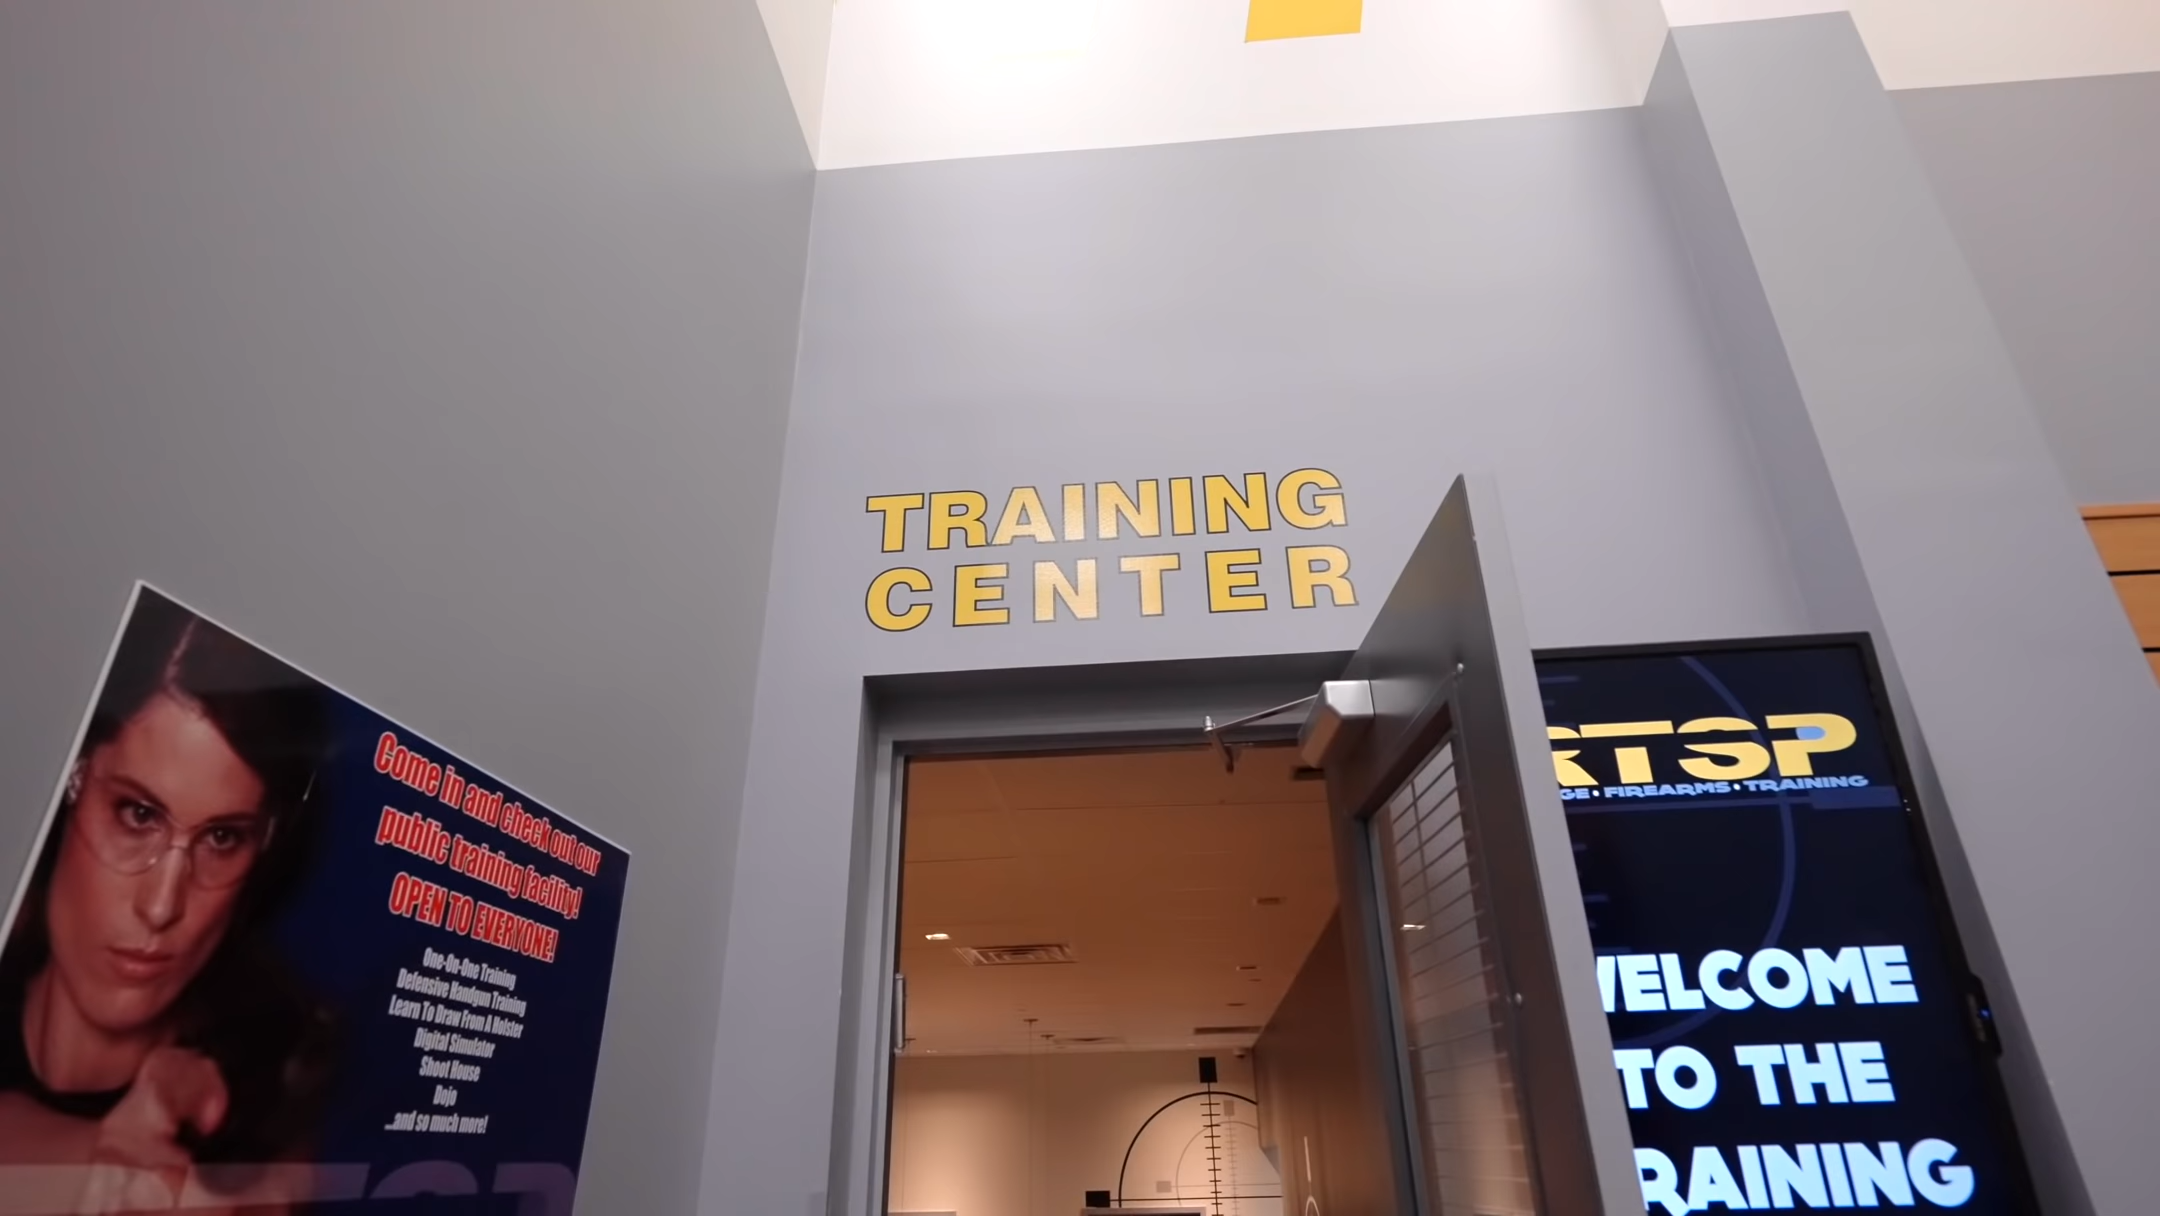 TRAINING
CENTER
Come in and check out our
public training facility!
OPEN TO EVERYONE!
One-On-One Training
Defensive Handgun Training
Learn To Draw From A Holster
Digital Simulator
Shoot House
Dojo
...and so much more!
RTSP
GE • FIREARMS • TRAINING
WELCOME
TO THE
RAINING